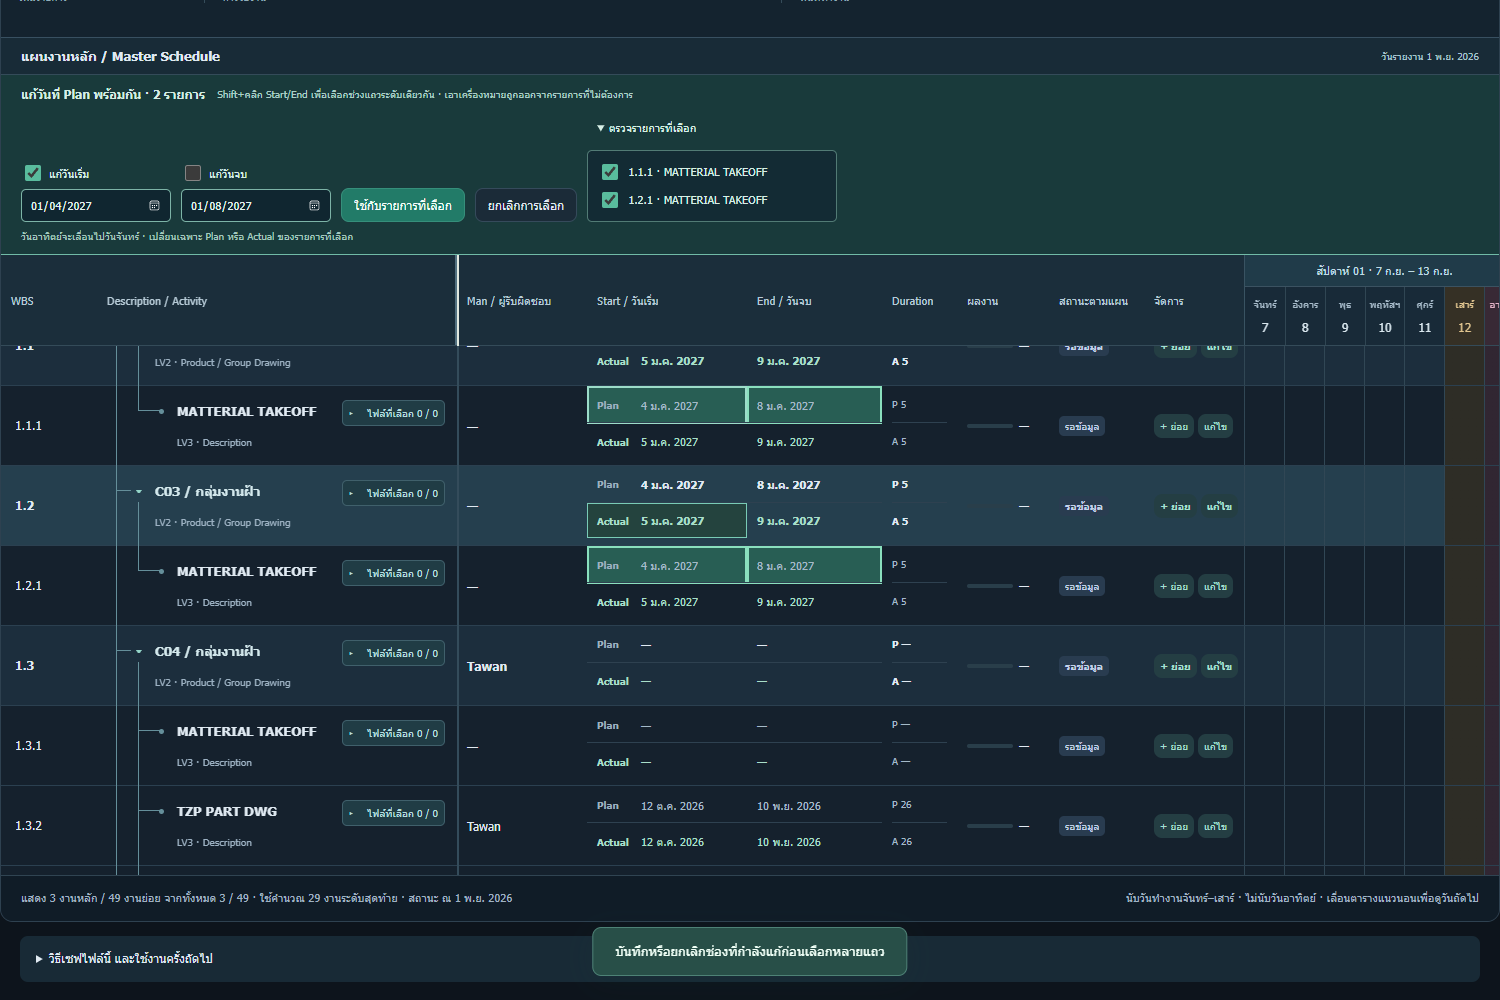 แผนงานหลัก / Master Schedule
วันรายงาน 1 พ.ย. 2026
แก้วันที่ Plan พร้อมกัน · 2 รายการ Shift+คลิก Start/End เพื่อเลือกช่วงแถวระดับเดียวกัน · เอาเครื่องหมายถูกออกจากรายการที่ไม่ต้องการ
▼ ตรวจรายการที่เลือก
แก้วันเริ่ม แก้วันจบ
1.1.1 · MATTERIAL TAKEOFF
1.2.1 · MATTERIAL TAKEOFF
01/04/2027 01/08/2027 ใช้กับรายการที่เลือก ยกเลิกการเลือก
วันอาทิตย์จะเลื่อนไปวันจันทร์ · เปลี่ยนเฉพาะ Plan หรือ Actual ของรายการที่เลือก
สัปดาห์ 01 · 7 ก.ย. – 13 ก.ย.
WBS Description / Activity Man / ผู้รับผิดชอบ Start / วันเริ่ม End / วันจบ Duration ผลงาน สถานะตามแผน จัดการ
จันทร์ อังคาร พุธ พฤหัสฯ ศุกร์ เสาร์ อา
7 8 9 10 11 12
1.1 — รอข้อมูล + ย่อย แก้ไข
LV2 · Product / Group Drawing Actual 5 ม.ค. 2027 9 ม.ค. 2027 A 5
MATTERIAL TAKEOFF ▸ ไฟล์ที่เลือก 0 / 0 Plan 4 ม.ค. 2027 8 ม.ค. 2027 P 5
1.1.1 — — รอข้อมูล + ย่อย แก้ไข
LV3 · Description Actual 5 ม.ค. 2027 9 ม.ค. 2027 A 5
C03 / กลุ่มงานฝ้า ▸ ไฟล์ที่เลือก 0 / 0 Plan 4 ม.ค. 2027 8 ม.ค. 2027 P 5
1.2 — — รอข้อมูล + ย่อย แก้ไข
LV2 · Product / Group Drawing Actual 5 ม.ค. 2027 9 ม.ค. 2027 A 5
MATTERIAL TAKEOFF ▸ ไฟล์ที่เลือก 0 / 0 Plan 4 ม.ค. 2027 8 ม.ค. 2027 P 5
1.2.1 — — รอข้อมูล + ย่อย แก้ไข
LV3 · Description Actual 5 ม.ค. 2027 9 ม.ค. 2027 A 5
C04 / กลุ่มงานฝ้า ▸ ไฟล์ที่เลือก 0 / 0 Plan — — P —
1.3 Tawan — รอข้อมูล + ย่อย แก้ไข
LV2 · Product / Group Drawing Actual — — A —
MATTERIAL TAKEOFF ▸ ไฟล์ที่เลือก 0 / 0 Plan — — P —
1.3.1 — — รอข้อมูล + ย่อย แก้ไข
LV3 · Description Actual — — A —
TZP PART DWG ▸ ไฟล์ที่เลือก 0 / 0 Plan 12 ต.ค. 2026 10 พ.ย. 2026 P 26
1.3.2 Tawan — รอข้อมูล + ย่อย แก้ไข
LV3 · Description Actual 12 ต.ค. 2026 10 พ.ย. 2026 A 26
แสดง 3 งานหลัก / 49 งานย่อย จากทั้งหมด 3 / 49 · ใช้คำนวณ 29 งานระดับสุดท้าย · สถานะ ณ 1 พ.ย. 2026
นับวันทำงานจันทร์–เสาร์ · ไม่นับวันอาทิตย์ · เลื่อนตารางแนวนอนเพื่อดูวันถัดไป
บันทึกหรือยกเลิกช่องที่กำลังแก้ก่อนเลือกหลายแถว
▶ วิธีเซฟไฟล์นี้ และใช้งานครั้งถัดไป